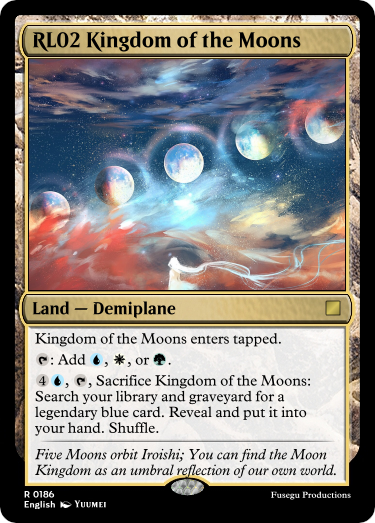 RL02 Kingdom of the Moons
Land — Demiplane
Kingdom of the Moons enters tapped.
: Add , , or .
4 , , Sacrifice Kingdom of the Moons:
Search your library and graveyard for a
legendary blue card. Reveal and put it into
your hand. Shuffle.
Five Moons orbit Iroishi; You can find the Moon
Kingdom as an umbral reflection of our own world.
R 0186
English Yuumei
Fusegu Productions